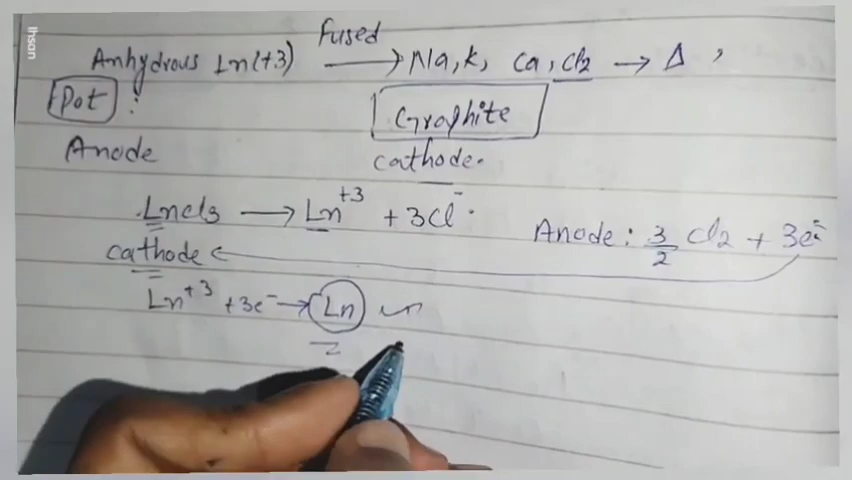 Ihsan
Anhydrous Ln(+3) Fused → Na, K, Ca, Cl2 → Δ,
Pot :
Graphite
Anode
cathode.
LnCl3 → Ln+3 + 3Cl-.
Anode : 3/2 Cl2 + 3e-
cathode ←
Ln+3 + 3e- → Ln